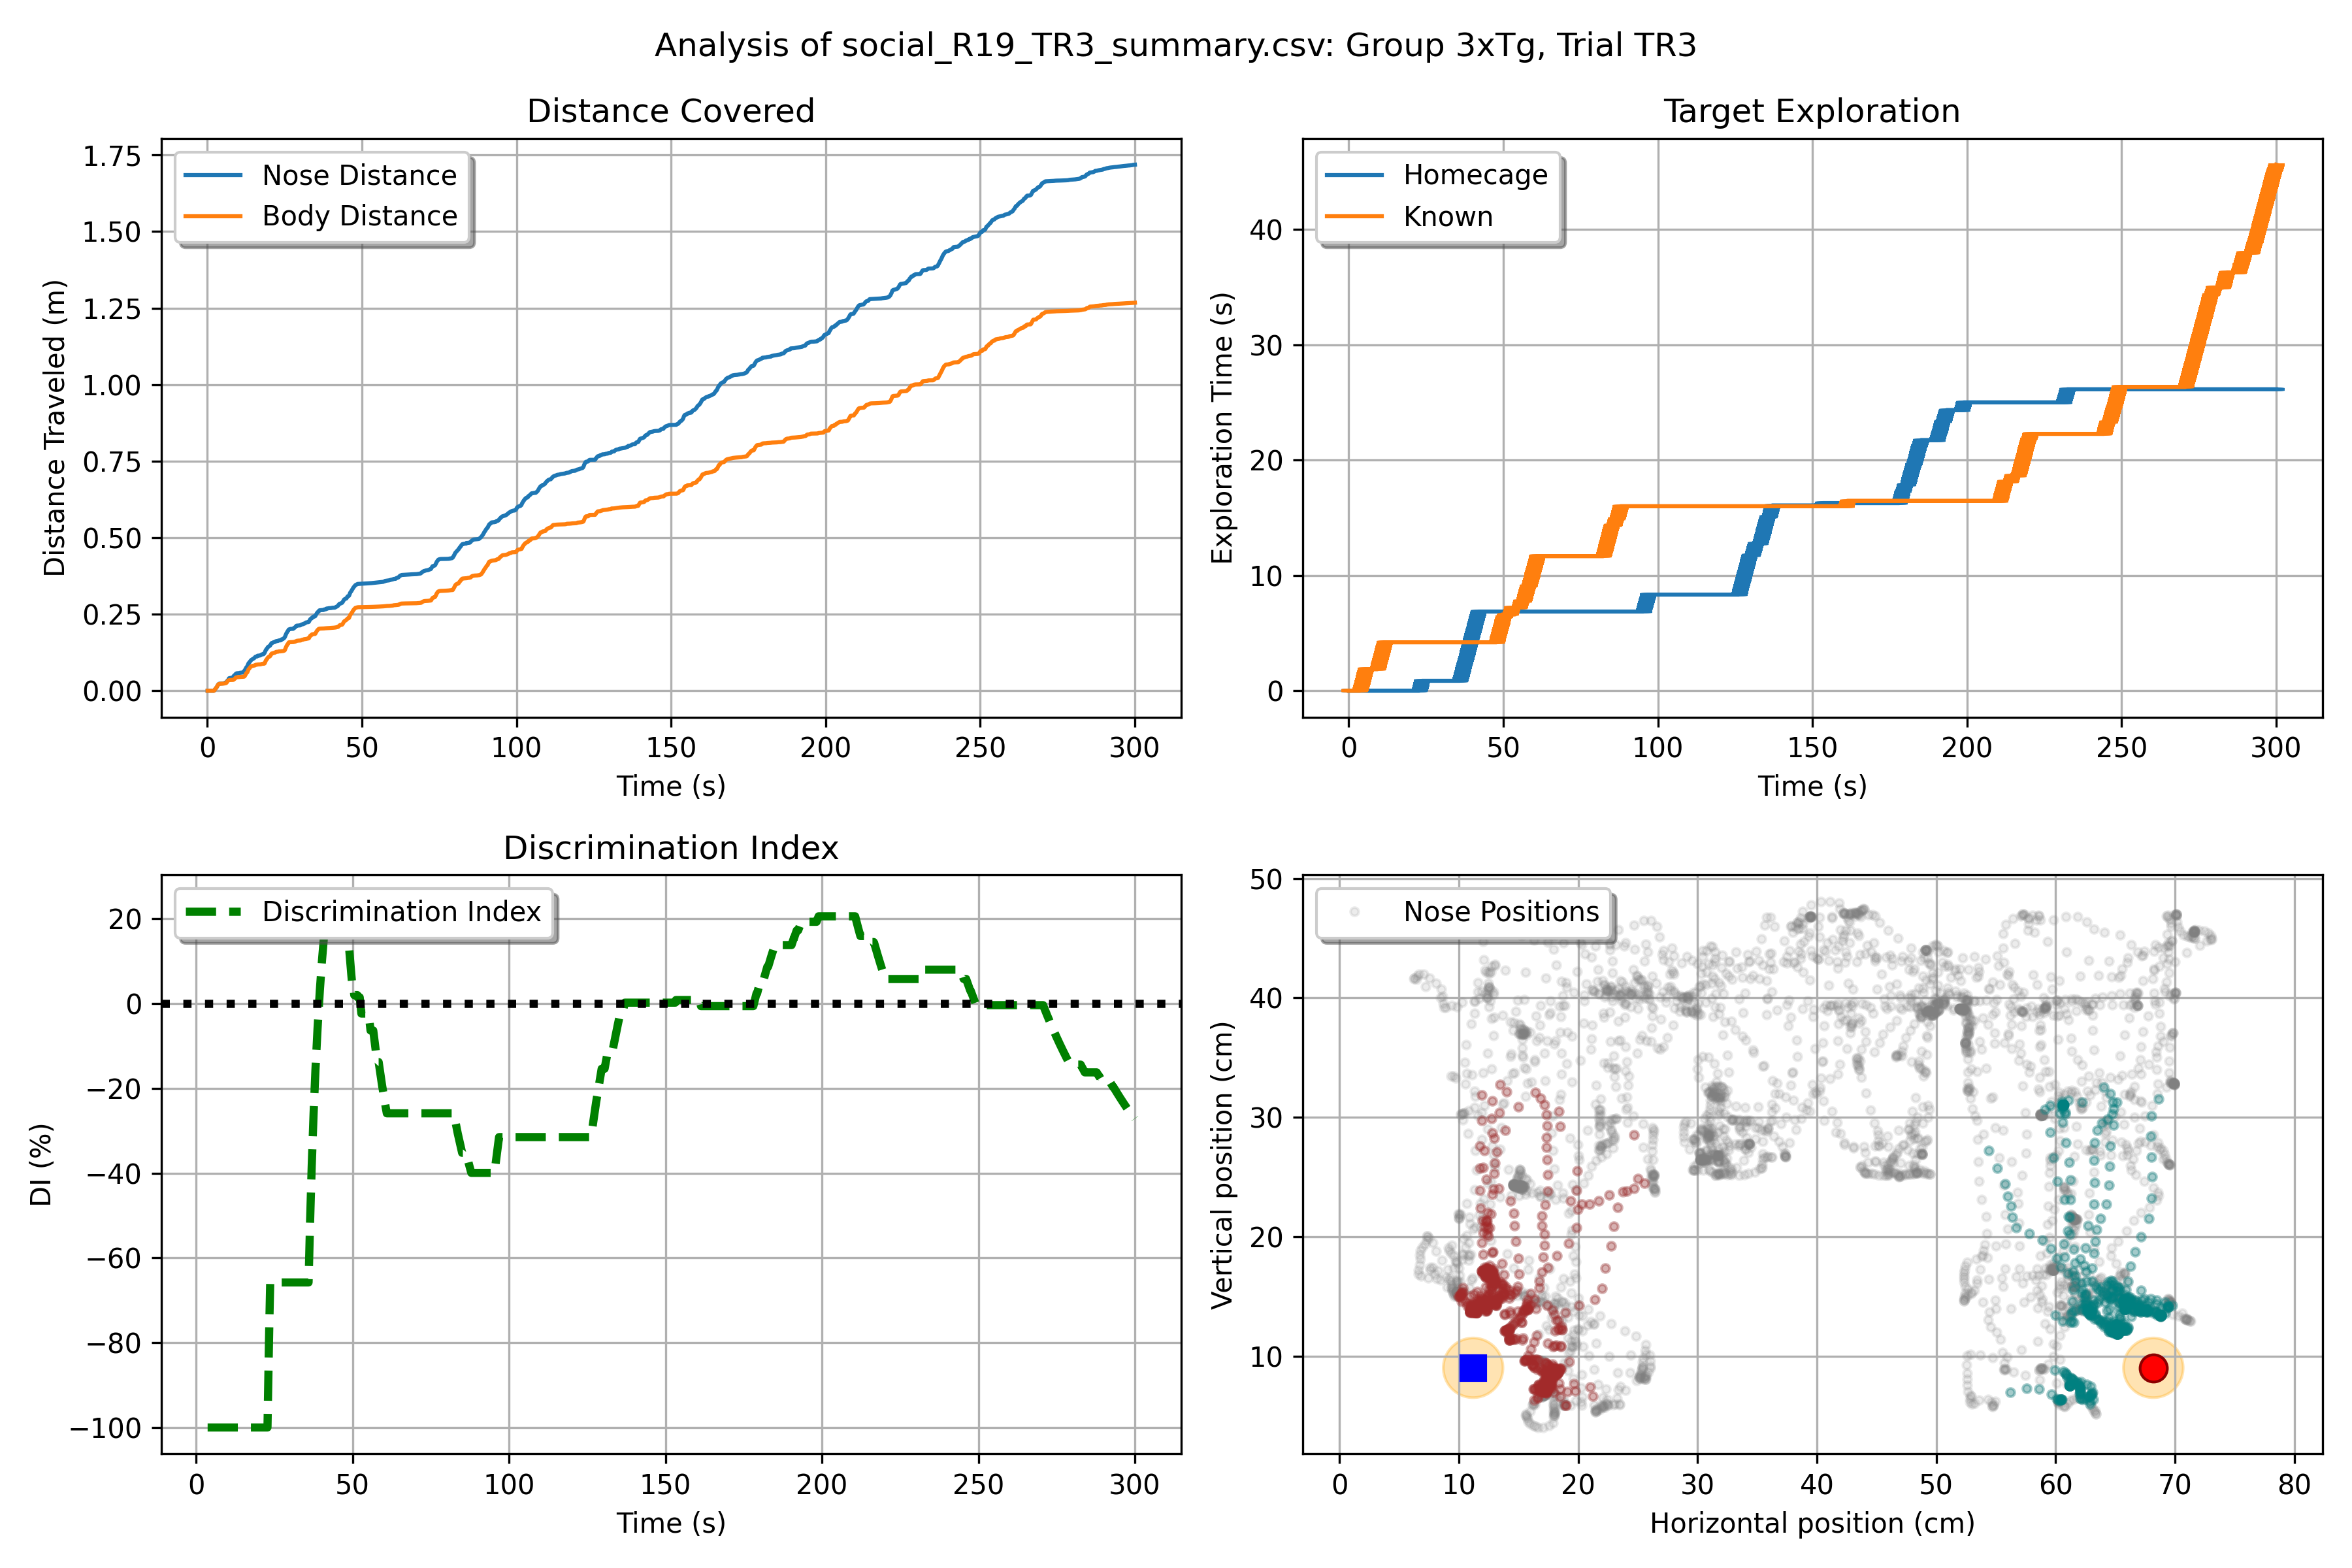 Analysis of social_R19_TR3_summary.csv: Group 3xTg, Trial TR3
Distance Covered
Nose Distance
Body Distance
Distance Traveled (m)
1.75
1.50
1.25
1.00
0.75
0.50
0.25
0.00
0 50 100 150 200 250 300
Time (s)
Target Exploration
Homecage
Known
Exploration Time (s)
40
30
20
10
0
0 50 100 150 200 250 300
Time (s)
Discrimination Index
Discrimination Index
DI (%)
20
0
−20
−40
−60
−80
−100
0 50 100 150 200 250 300
Time (s)
Nose Positions
Vertical position (cm)
50
40
30
20
10
0 10 20 30 40 50 60 70 80
Horizontal position (cm)